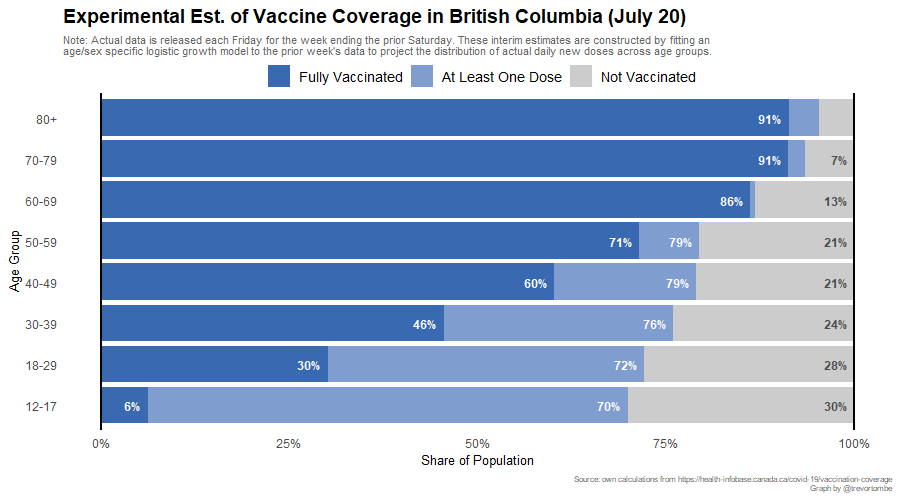 Experimental Est. of Vaccine Coverage in British Columbia (July 20)
Note: Actual data is released each Friday for the week ending the prior Saturday. These interim estimates are constructed by fitting an
age/sex specific logistic growth model to the prior week's data to project the distribution of actual daily new doses across age groups.
Fully Vaccinated At Least One Dose Not Vaccinated
80+ 91%
70-79 91% 7%
60-69 86% 13%
50-59 71% 79% 21%
40-49 60% 79% 21%
30-39 46% 76% 24%
18-29 30% 72% 28%
12-17 6% 70% 30%
Age Group
0% 25% 50% 75% 100%
Share of Population
Source: own calculations from https://health-infobase.canada.ca/covid-19/vaccination-coverage
Graph by @trevortombe